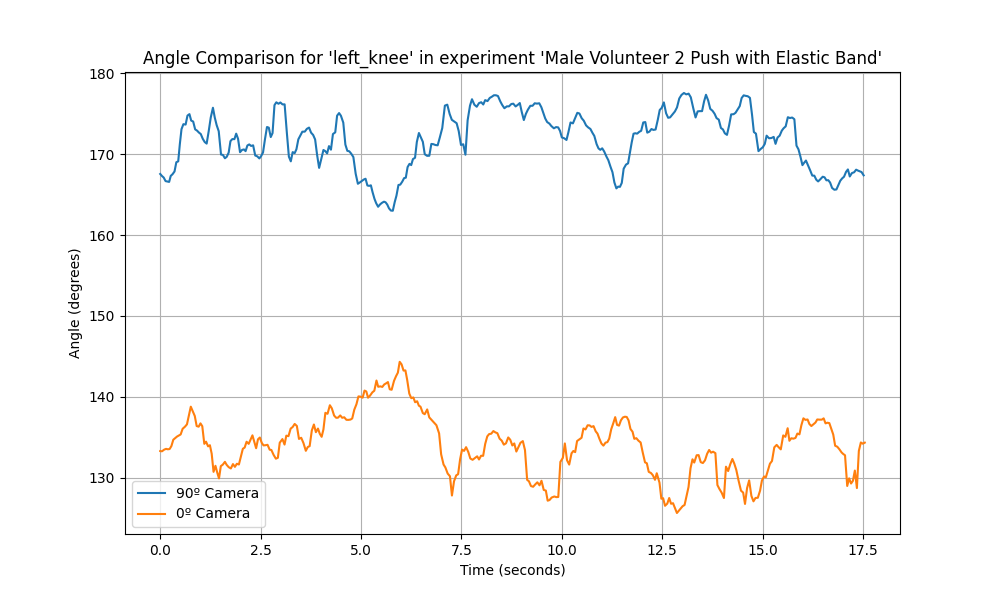 Angle Comparison for 'left_knee' in experiment 'Male Volunteer 2 Push with Elastic Band'
180
170
160
150
140
130
Angle (degrees)
90º Camera
0º Camera
0.0 2.5 5.0 7.5 10.0 12.5 15.0 17.5
Time (seconds)